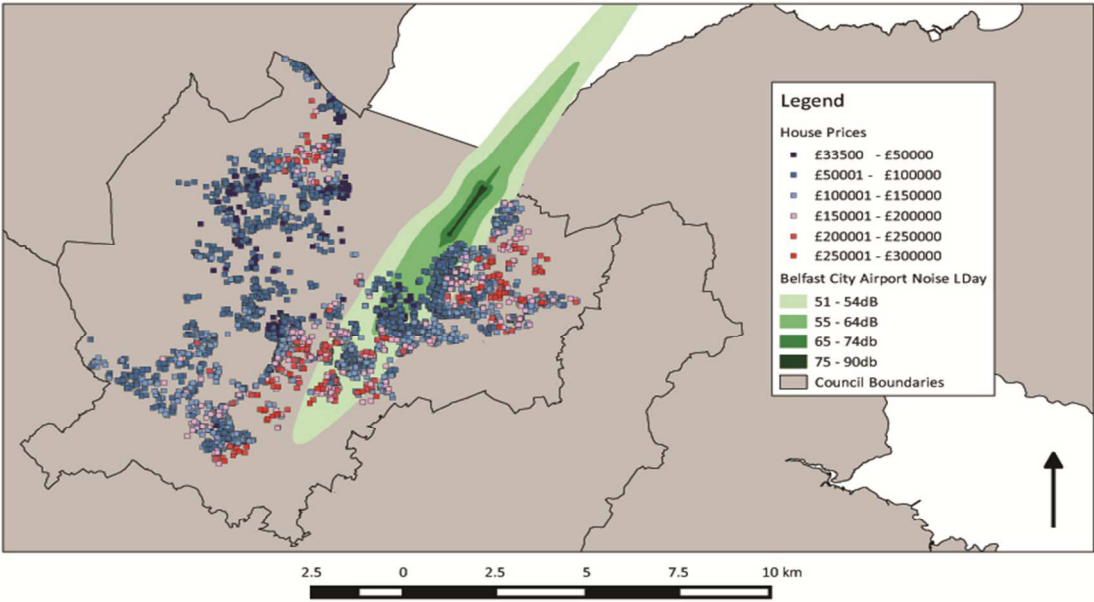 Legend
House Prices
£33500 - £50000
£50001 - £100000
£100001 - £150000
£150001 - £200000
£200001 - £250000
£250001 - £300000
Belfast City Airport Noise LDay
51 - 54dB
55 - 64dB
65 - 74db
75 - 90db
Council Boundaries
2.5 0 2.5 5 7.5 10 km